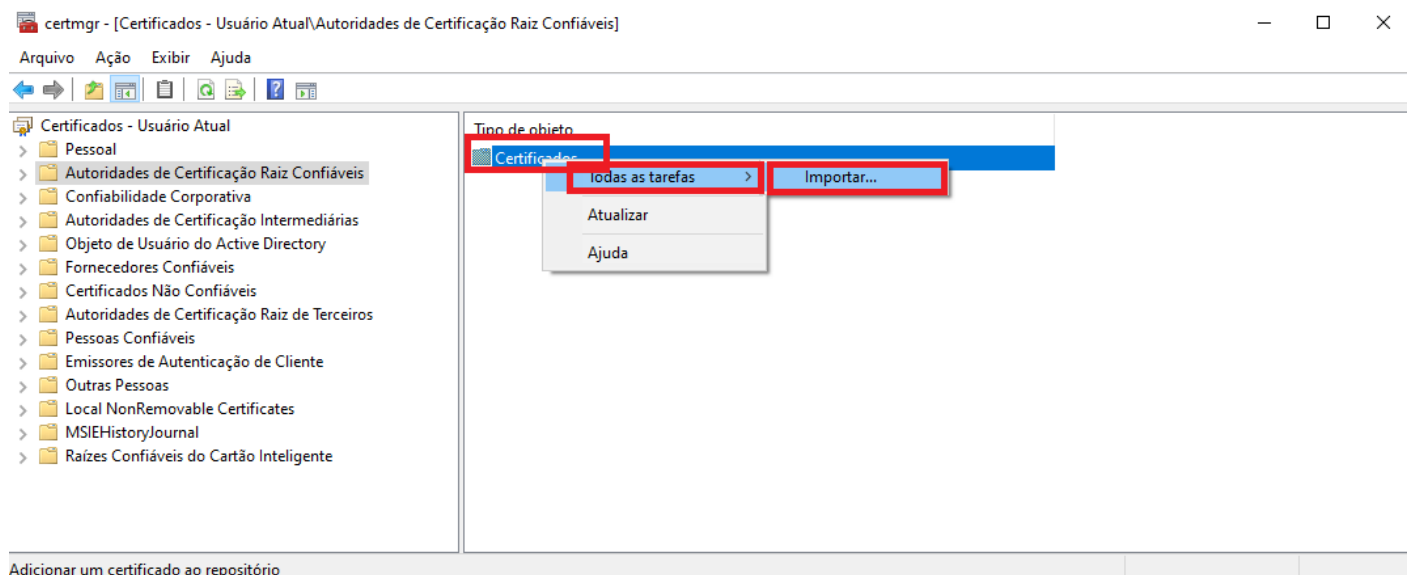 certmgr - [Certificados - Usuário Atual\Autoridades de Certificação Raiz Confiáveis]
Arquivo Ação Exibir Ajuda
Certificados - Usuário Atual
Pessoal
Autoridades de Certificação Raiz Confiáveis
Confiabilidade Corporativa
Autoridades de Certificação Intermediárias
Objeto de Usuário do Active Directory
Fornecedores Confiáveis
Certificados Não Confiáveis
Autoridades de Certificação Raiz de Terceiros
Pessoas Confiáveis
Emissores de Autenticação de Cliente
Outras Pessoas
Local NonRemovable Certificates
MSIEHistoryJournal
Raízes Confiáveis do Cartão Inteligente
Tipo de objeto
Certificados
Todas as tarefas
Importar...
Atualizar
Ajuda
Adicionar um certificado ao repositório